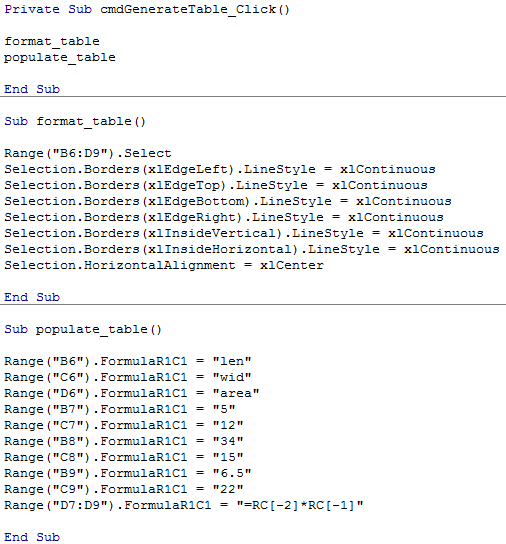 Private Sub cmdGenerateTable_Click()
format_table
populate_table
End Sub
Sub format_table()
Range("B6:D9").Select
Selection.Borders(xlEdgeLeft).LineStyle = xlContinuous
Selection.Borders(xlEdgeTop).LineStyle = xlContinuous
Selection.Borders(xlEdgeBottom).LineStyle = xlContinuous
Selection.Borders(xlEdgeRight).LineStyle = xlContinuous
Selection.Borders(xlInsideVertical).LineStyle = xlContinuous
Selection.Borders(xlInsideHorizontal).LineStyle = xlContinuous
Selection.HorizontalAlignment = xlCenter
End Sub
Sub populate_table()
Range("B6").FormulaR1C1 = "len"
Range("C6").FormulaR1C1 = "wid"
Range("D6").FormulaR1C1 = "area"
Range("B7").FormulaR1C1 = "5"
Range("C7").FormulaR1C1 = "12"
Range("B8").FormulaR1C1 = "34"
Range("C8").FormulaR1C1 = "15"
Range("B9").FormulaR1C1 = "6.5"
Range("C9").FormulaR1C1 = "22"
Range("D7:D9").FormulaR1C1 = "=RC[-2]*RC[-1]"
End Sub